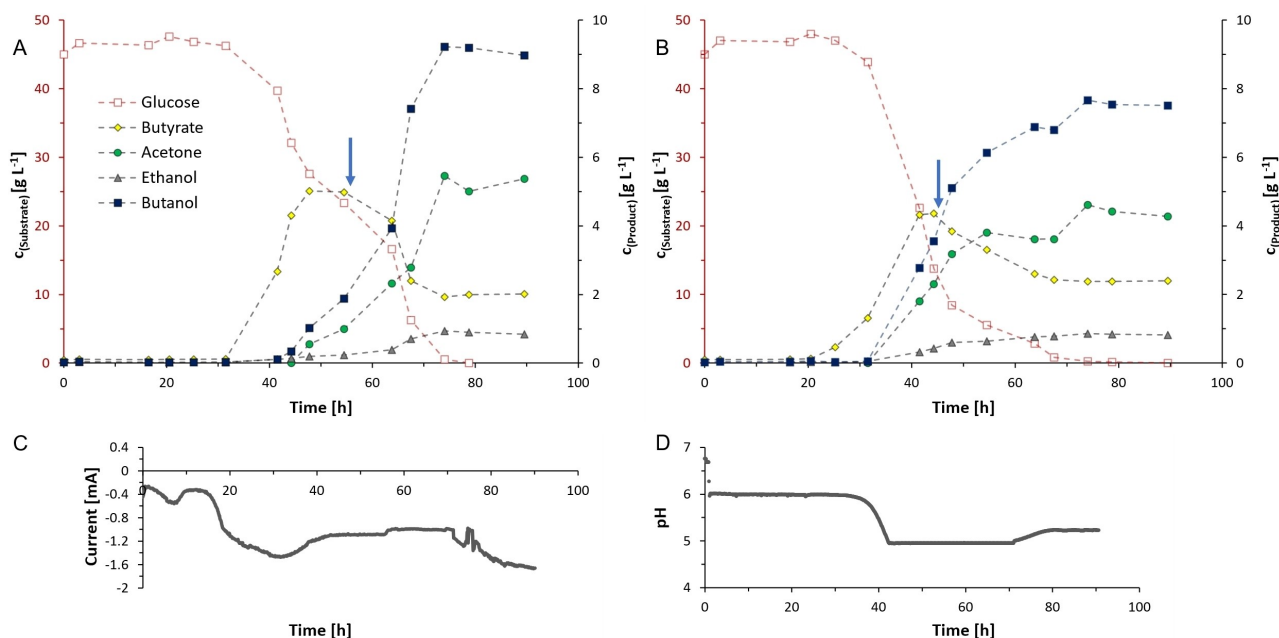 A
50
40
30
20
10
0
c(Substrate) [g L-1]
10
8
6
4
2
0
c(Product) [g L-1]
Glucose
Butyrate
Acetone
Ethanol
Butanol
0 20 40 60 80 100
Time [h]
B
50
40
30
20
10
0
c(Substrate) [g L-1]
10
8
6
4
2
0
c(Product) [g L-1]
0 20 40 60 80 100
Time [h]
C
0.4
0
-0.4
-0.8
-1.2
-1.6
-2
Current [mA]
0 20 40 60 80 100
Time [h]
D
7
6
5
4
pH
0 20 40 60 80 100
Time [h]